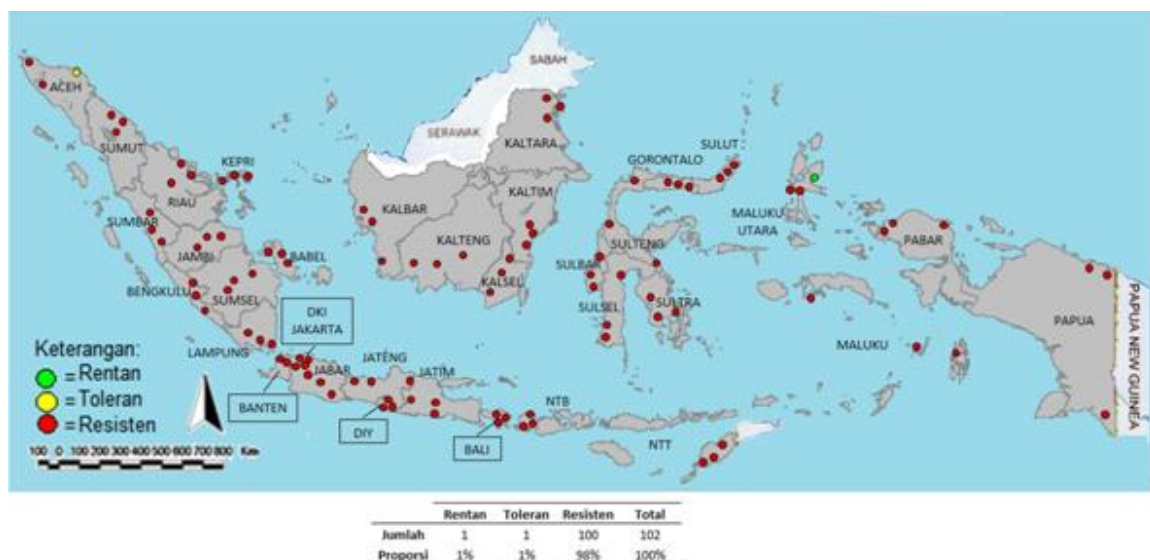 SABAH
ACEH
SERAWAK
KALTARA
SUMUT
SULUT
KEPRI
GORONTALO
RIAU
KALTIM
KALBAR
SUMBAR
MALUKU
UTARA
KALTENG
SULTENG
PABAR
JAMBI
BABEL
SULBAR
KALSEL
BENGKULU
SUMSEL
SULSEL
SULTRA
PAPUA
PAPUA NEW GUINEA
DKI
JAKARTA
MALUKU
LAMPUNG
JATENG
JABAR
JATIM
BANTEN
NTB
DIY
BALI
NTT
Keterangan:
= Rentan
= Toleran
= Resisten
100 0 100 200 300 400 500 600 700 800 Km
Rentan Toleran Resisten Total
Jumlah 1 1 100 102
Proporsi 1% 1% 98% 100%